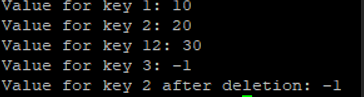 Value for key 1: 10
Value for key 2: 20
Value for key 12: 30
Value for key 3: -1
Value for key 2 after deletion: -1